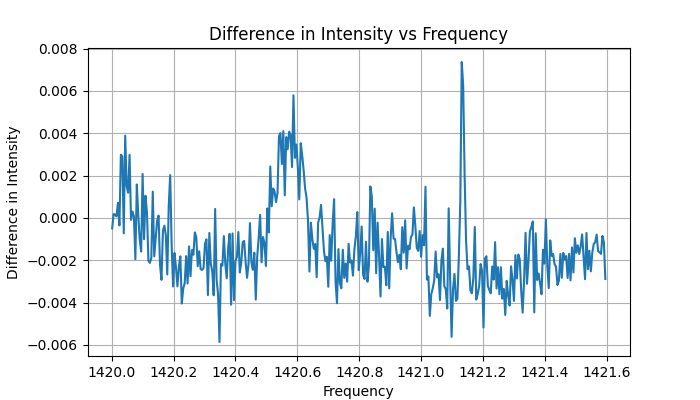 Difference in Intensity vs Frequency
Difference in Intensity
0.008
0.006
0.004
0.002
0.000
−0.002
−0.004
−0.006
1420.0 1420.2 1420.4 1420.6 1420.8 1421.0 1421.2 1421.4 1421.6
Frequency